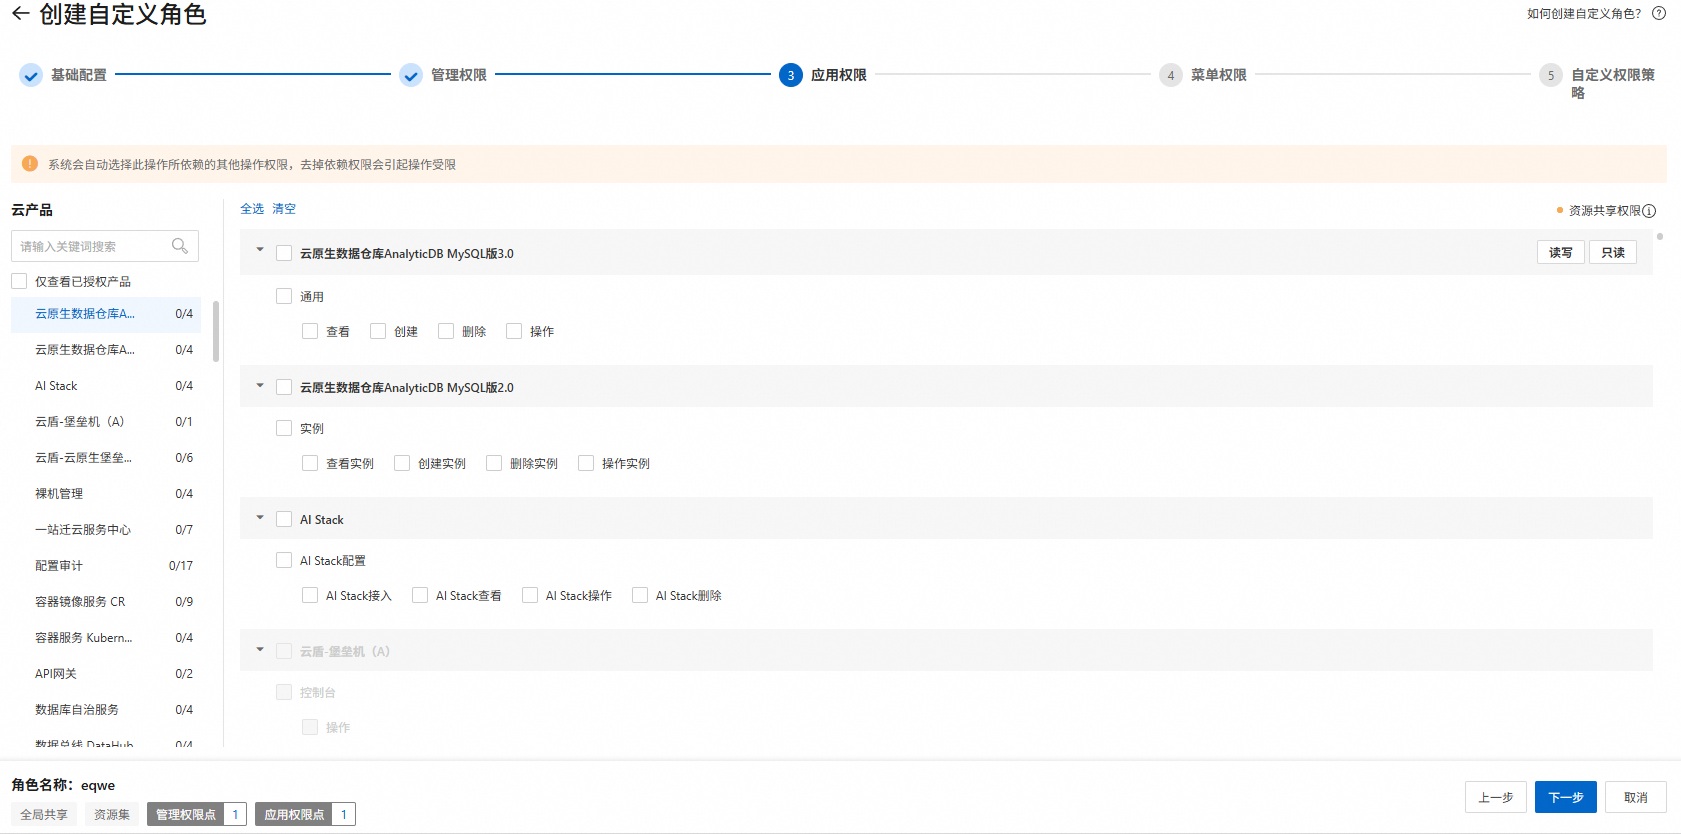 创建自定义角色
如何创建自定义角色?
基础配置
管理权限
3 应用权限
4 菜单权限
5 自定义权限策
略
系统会自动选择此操作所依赖的其他操作权限，去掉依赖权限会引起操作受限
云产品
全选 清空
资源共享权限
请输入关键词搜索
仅查看已授权产品
云原生数据仓库A... 0/4
云原生数据仓库A... 0/4
AI Stack 0/4
云盾-堡垒机（A） 0/1
云盾-云原生堡垒... 0/6
裸机管理 0/4
一站迁云服务中心 0/7
配置审计 0/17
容器镜像服务 CR 0/9
容器服务 Kubern... 0/4
API网关 0/2
数据库自治服务 0/4
数据总线 DataHub 0/4
云原生数据仓库AnalyticDB MySQL版3.0
读写 只读
通用
查看 创建 删除 操作
云原生数据仓库AnalyticDB MySQL版2.0
实例
查看实例 创建实例 删除实例 操作实例
AI Stack
AI Stack配置
AI Stack接入 AI Stack查看 AI Stack操作 AI Stack删除
云盾-堡垒机（A）
控制台
操作
角色名称：eqwe
全局共享 资源集 管理权限点 1 应用权限点 1
上一步 下一步 取消